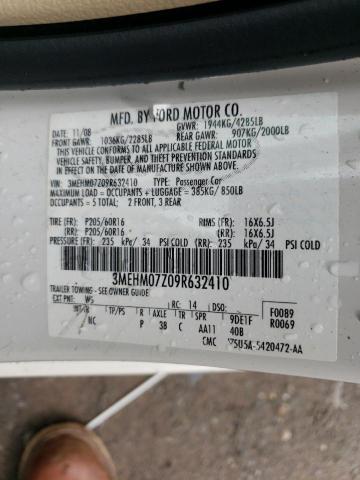 MFD. BY FORD MOTOR CO.
DATE: 11/08 GVWR: 1944KG/4285LB
FRONT GAWR: 1036KG/2285LB REAR GAWR: 907KG/2000LB
THIS VEHICLE CONFORMS TO ALL APPLICABLE FEDERAL MOTOR
VEHICLE SAFETY, BUMPER, AND THEFT PREVENTION STANDARDS
IN EFFECT ON THE DATE OF MANUFACTURE SHOWN ABOVE.
VIN: 3MEHM07Z09R632410 TYPE: Passenger Car
MAXIMUM LOAD = OCCUPANTS + LUGGAGE = 385KG/850LB
OCCUPANTS = 5 TOTAL: 2 FRONT, 3 REAR
TIRE (FR): P205/60R16 RIMS (FR): 16X6.5J
(RR): P205/60R16 (RR): 16X6.5J
PRESSURE (FR): 235 kPa/34 PSI COLD (RR): 235 kPa/34 PSI COLD
3MEHM07Z09R632410
TRAILER TOWING - SEE OWNER GUIDE
EXT PNT: WS RC: 14 DSO: F0089
R0069
INT TR TP/PS R AXLE TR SPR 9DE1F
NC P 38 C AA11 40B
CMC 7SU5A-5420472-AA